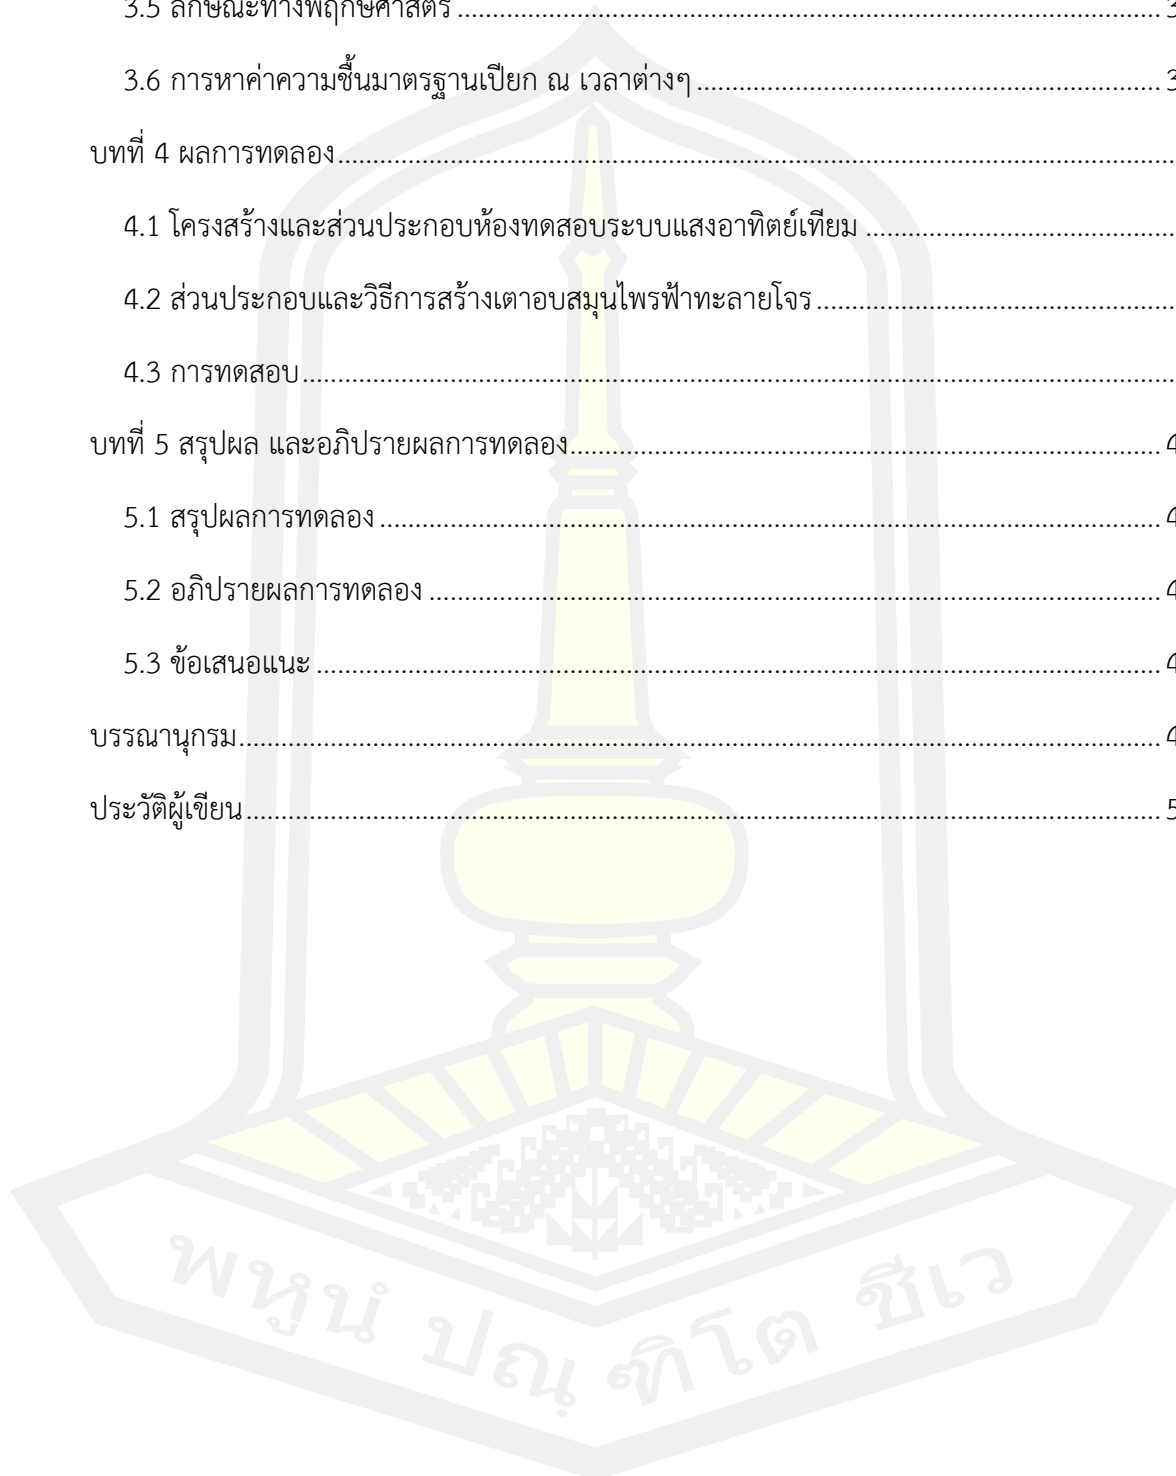 3.5 ลักษณะทางพฤกษศาสตร์ ........ 3
3.6 การหาค่าความชื้นมาตรฐานเปียก ณ เวลาต่างๆ ........ 3
บทที่ 4 ผลการทดลอง ........
4.1 โครงสร้างและส่วนประกอบห้องทดสอบระบบแสงอาทิตย์เทียม ........
4.2 ส่วนประกอบและวิธีการสร้างเตาอบสมุนไพรฟ้าทะลายโจร ........
4.3 การทดสอบ ........
บทที่ 5 สรุปผล และอภิปรายผลการทดลอง ........ 4
5.1 สรุปผลการทดลอง ........ 4
5.2 อภิปรายผลการทดลอง ........ 4
5.3 ข้อเสนอแนะ ........ 4
บรรณานุกรม ........ 4
ประวัติผู้เขียน ........ 5
พหูนํ ปณฺฑิโต ชีเว